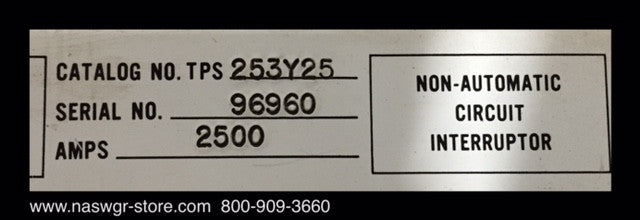 CATALOG NO. TPS 253Y25
SERIAL NO. 96960
AMPS 2500
NON-AUTOMATIC
CIRCUIT
INTERRUPTOR
www.naswgr-store.com 800-909-3660